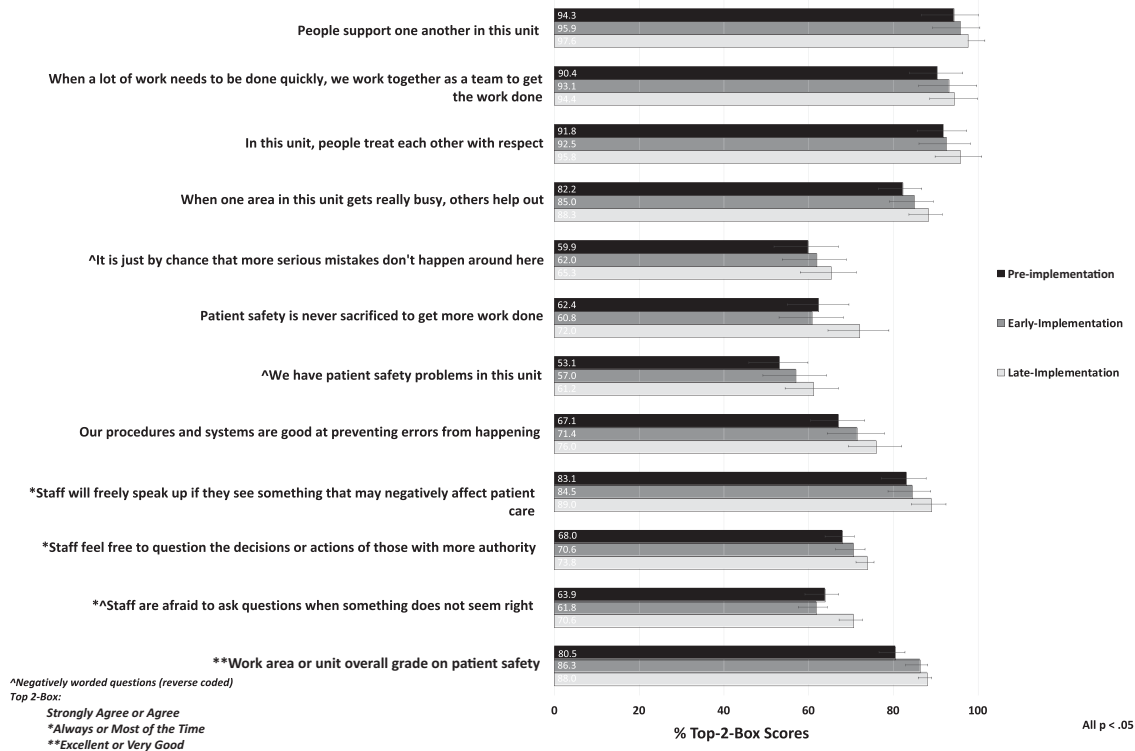 People support one another in this unit
94.3
95.9
97.6
When a lot of work needs to be done quickly, we work together as a team to get
the work done
90.4
93.1
94.4
In this unit, people treat each other with respect
91.8
92.5
95.8
When one area in this unit gets really busy, others help out
82.2
85.0
88.3
^It is just by chance that more serious mistakes don't happen around here
59.9
62.0
65.3
Patient safety is never sacrificed to get more work done
62.4
60.8
72.0
^We have patient safety problems in this unit
53.1
57.0
61.2
Our procedures and systems are good at preventing errors from happening
67.1
71.4
76.0
*Staff will freely speak up if they see something that may negatively affect patient
care
83.1
84.5
89.0
*Staff feel free to question the decisions or actions of those with more authority
68.0
70.6
73.8
*^Staff are afraid to ask questions when something does not seem right
63.9
61.8
70.6
**Work area or unit overall grade on patient safety
80.5
86.3
88.0
Pre-implementation
Early-Implementation
Late-Implementation
0 20 40 60 80 100
% Top-2-Box Scores
All p < .05
^Negatively worded questions (reverse coded)
Top 2-Box:
Strongly Agree or Agree
*Always or Most of the Time
**Excellent or Very Good